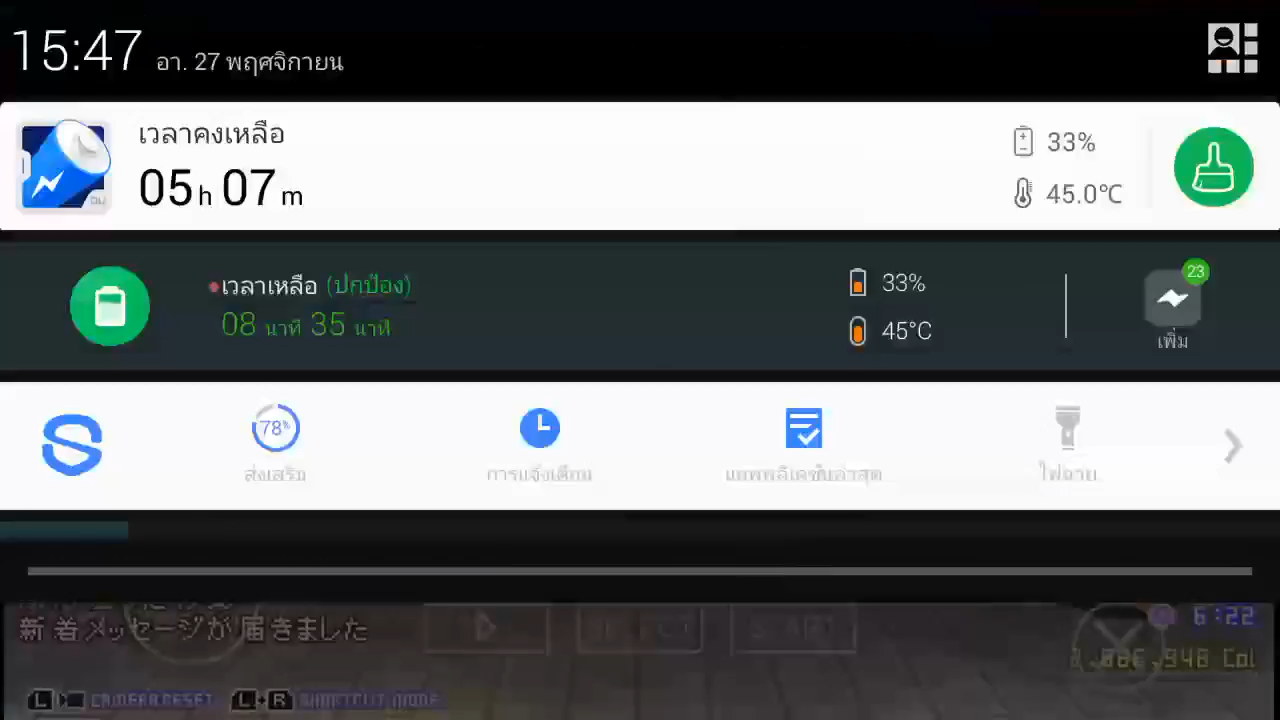 15:47 อา. 27 พฤศจิกายน
เวลาคงเหลือ
33%
05 h 07 m
45.0℃
DU
เวลาเหลือ (ปกป้อง)
33%
23
08 นาที 35 นาที
45°C
เพิ่ม
78%
ส่งเสริม
การแจ้งเตือน
แอพพลิเคชันล่าสุด
ไฟฉาย
新着メッセージが届きました
6:22
L CAMERA RESET L+R SHORTCUT MODE